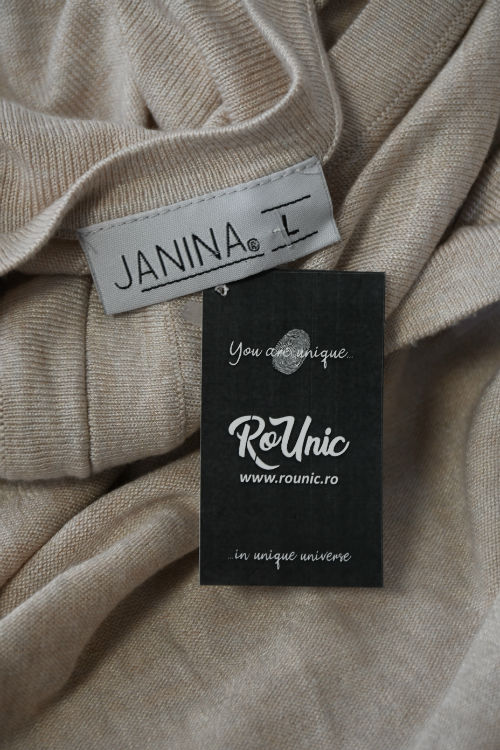 JANINA® L
You are unique...
RoUnic
www.rounic.ro
...in unique universe